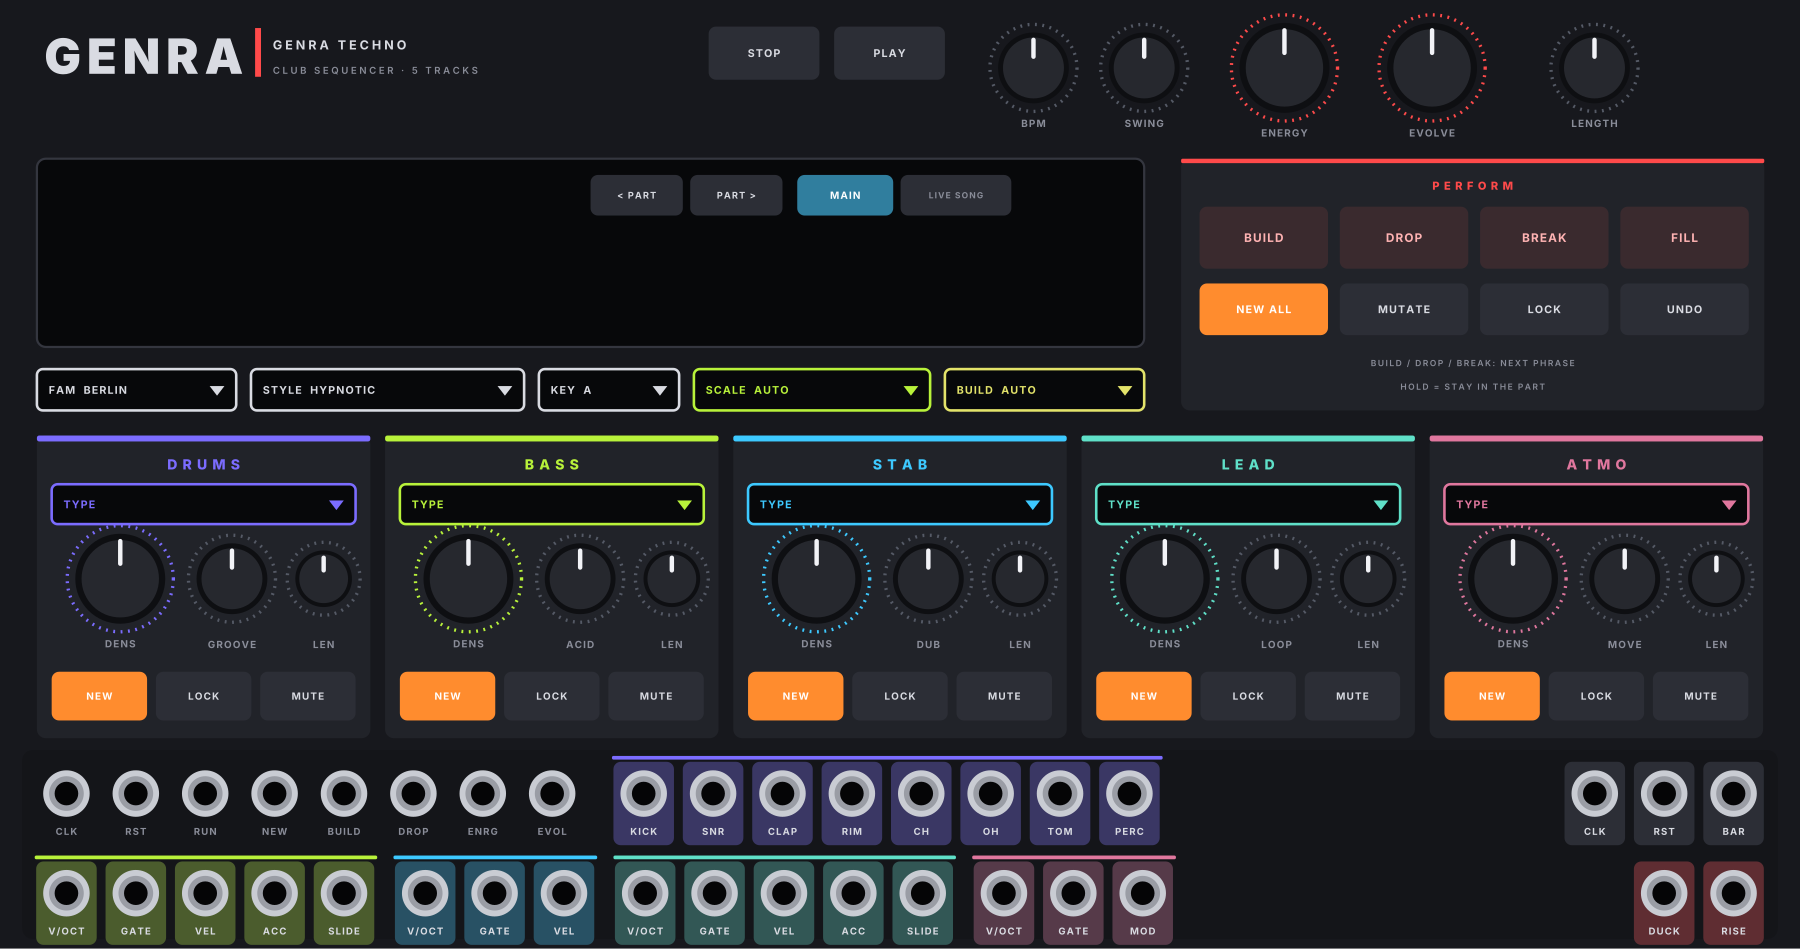 GENRA
GENRA TECHNO
CLUB SEQUENCER · 5 TRACKS
STOP PLAY
BPM SWING ENERGY EVOLVE LENGTH
< PART PART > MAIN LIVE SONG
PERFORM
BUILD DROP BREAK FILL
NEW ALL MUTATE LOCK UNDO
BUILD / DROP / BREAK: NEXT PHRASE
HOLD = STAY IN THE PART
FAM BERLIN STYLE HYPNOTIC KEY A SCALE AUTO BUILD AUTO
DRUMS BASS STAB LEAD ATMO
TYPE TYPE TYPE TYPE TYPE
DENS GROOVE LEN DENS ACID LEN DENS DUB LEN DENS LOOP LEN DENS MOVE LEN
NEW LOCK MUTE NEW LOCK MUTE NEW LOCK MUTE NEW LOCK MUTE NEW LOCK MUTE
CLK RST RUN NEW BUILD DROP ENRG EVOL KICK SNR CLAP RIM CH OH TOM PERC CLK RST BAR
V/OCT GATE VEL ACC SLIDE V/OCT GATE VEL V/OCT GATE VEL ACC SLIDE V/OCT GATE MOD DUCK RISE